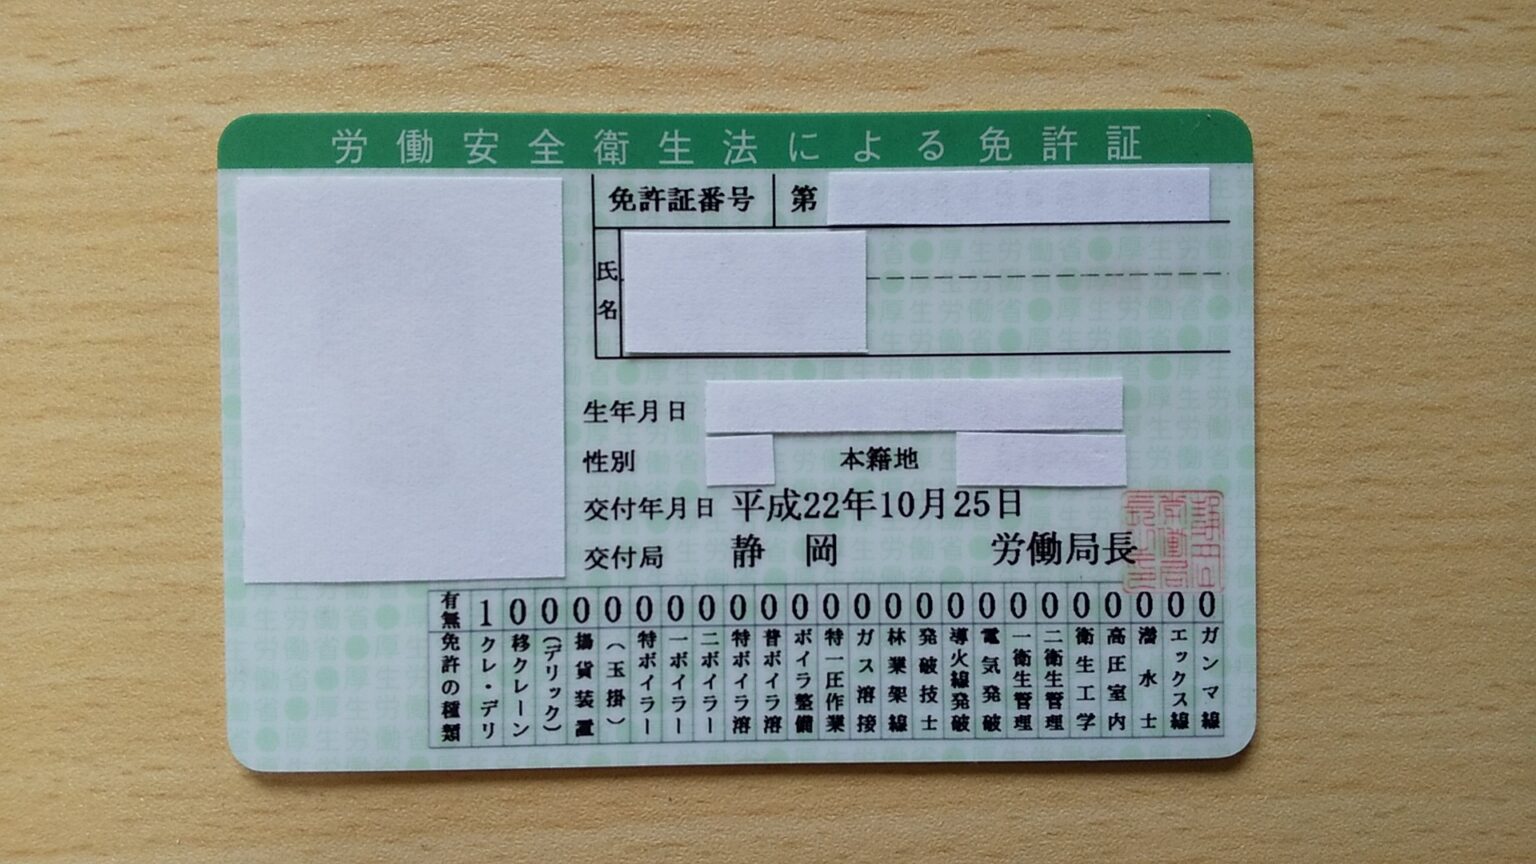 労働安全衛生法による免許証
免許証番号 第
氏名
生年月日
性別 本籍地
交付年月日 平成22年10月25日
交付局 静岡 労働局長
有無 1 0 0 0 0 0 0 0 0 0 0 0 0 0 0 0 0 0 0 0 0 0 0 0
免許の種類
クレ・デリ
移クレーン
(デリック)
揚貨装置
(玉掛)
特ボイラー
一ボイラー
二ボイラー
特ボイラ溶
普ボイラ溶
ボイラ整備
特一圧作業
ガス溶接
林業架線
発破技士
導火線発破
電気発破
一衛生管理
二衛生管理
衛生工学
高圧室内
潜水士
エックス線
ガンマ線